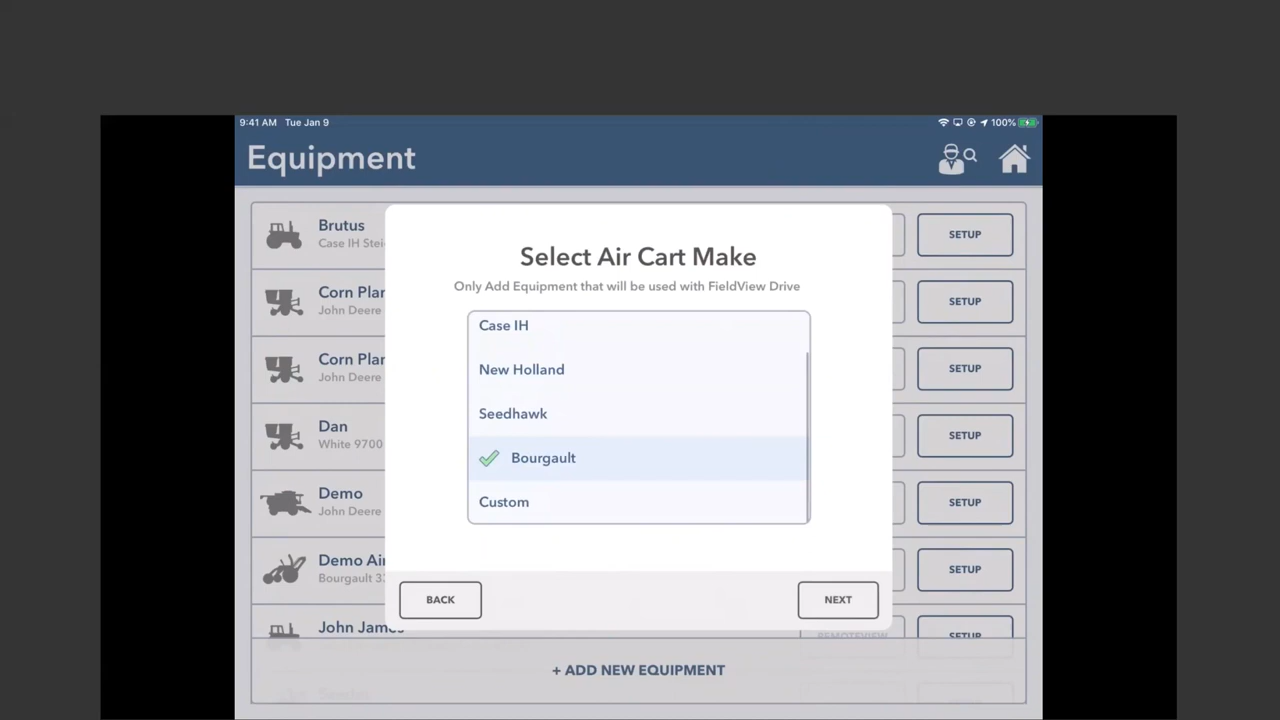 9:41 AM Tue Jan 9
100%
Equipment
Brutus
Case IH Stei
SETUP
Corn Plan
John Deere
SETUP
Corn Plan
John Deere
SETUP
Dan
White 9700
SETUP
Demo
John Deere
SETUP
Demo Air
Bourgault 33
SETUP
John James
REMOTEVIEW
SETUP
Select Air Cart Make
Only Add Equipment that will be used with FieldView Drive
Case IH
New Holland
Seedhawk
Bourgault
Custom
BACK
NEXT
+ ADD NEW EQUIPMENT